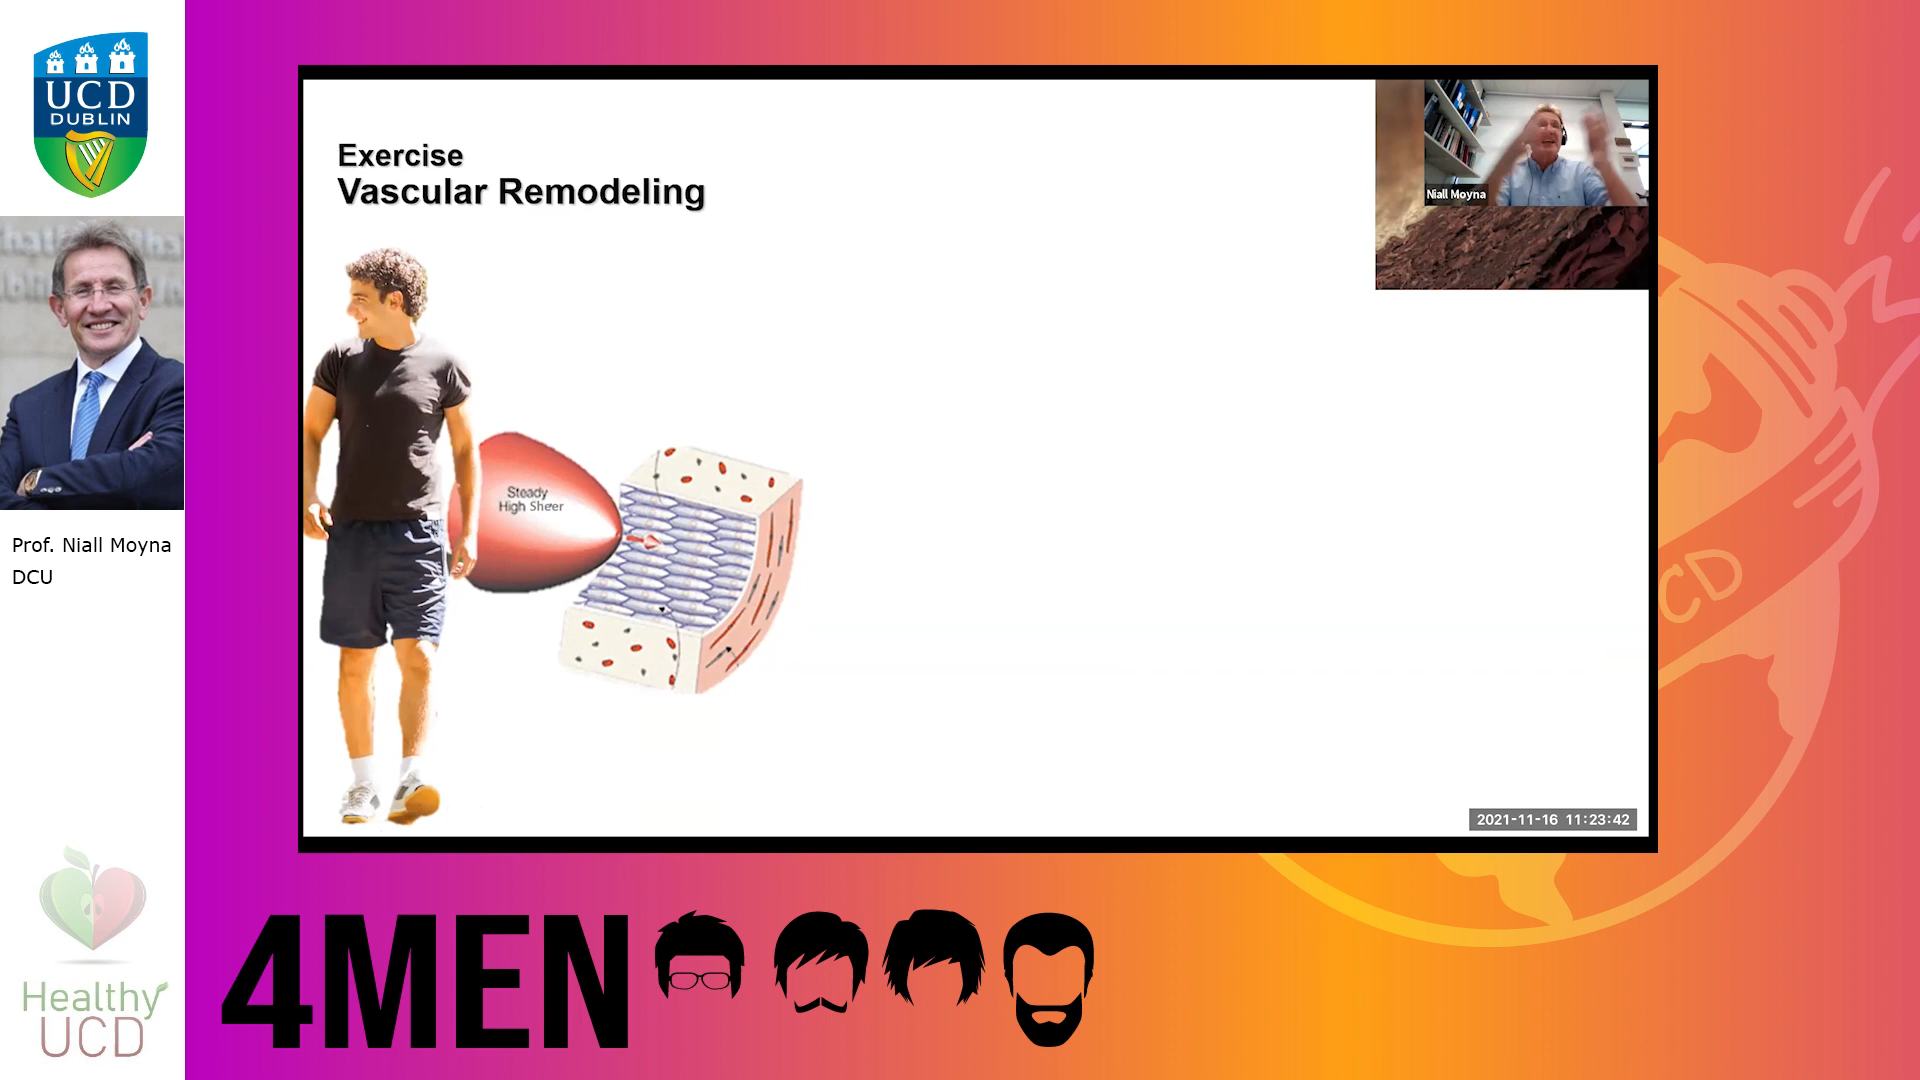 UCD
DUBLIN
Prof. Niall Moyna
DCU
Healthy
UCD
Exercise
Vascular Remodeling
Steady
High Sheer
Niall Moyna
2021-11-16 11:23:42
CD
4MEN